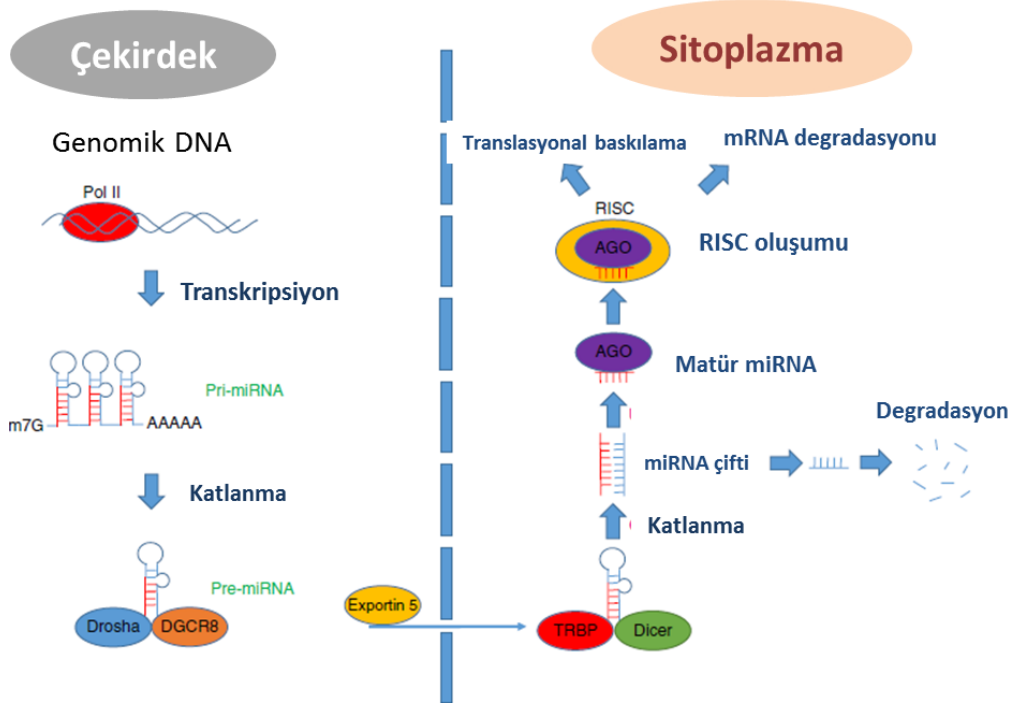 Çekirdek
Genomik DNA
Pol II
Transkripsiyon
Pri-miRNA
m7G
AAAAA
Katlanma
Pre-miRNA
Drosha
DGCR8
Exportin 5
Sitoplazma
Translasyonal baskılama
mRNA degradasyonu
RISC
AGO
RISC oluşumu
AGO
Matür miRNA
Degradasyon
miRNA çifti
Katlanma
TRBP
Dicer